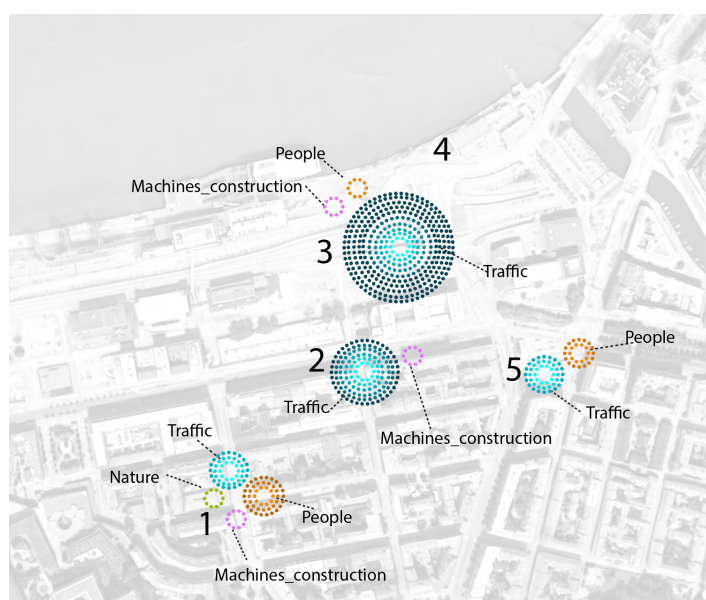 4
People
Machines_construction
3
Traffic
2
People
5
Traffic
Traffic
Machines_construction
Traffic
Nature
People
1
Machines_construction